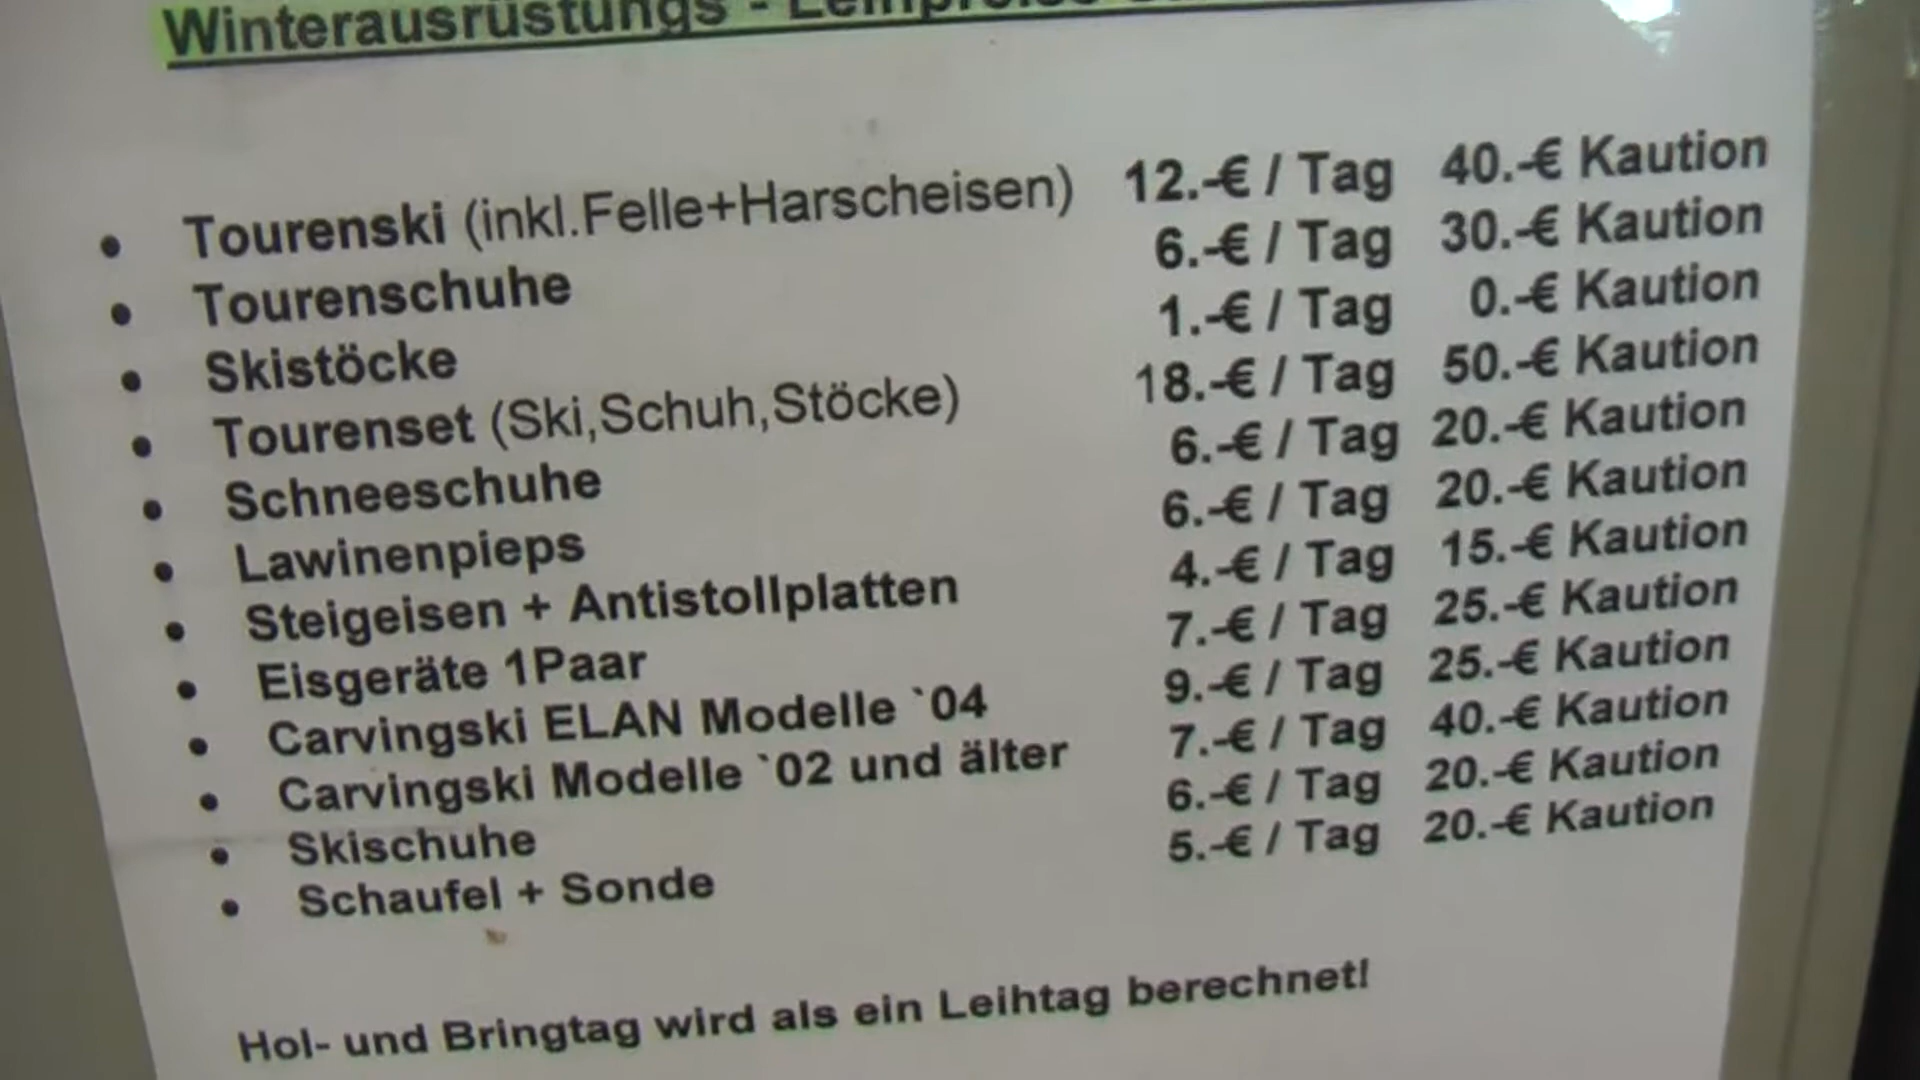 Winterausrüstungs - Leihpreise
Tourenski (inkl.Felle+Harscheisen) 12.-€ / Tag 40.-€ Kaution
Tourenschuhe 6.-€ / Tag 30.-€ Kaution
Skistöcke 1.-€ / Tag 0.-€ Kaution
Tourenset (Ski,Schuh,Stöcke) 18.-€ / Tag 50.-€ Kaution
Schneeschuhe 6.-€ / Tag 20.-€ Kaution
Lawinenpieps 6.-€ / Tag 20.-€ Kaution
Steigeisen + Antistollplatten 4.-€ / Tag 15.-€ Kaution
Eisgeräte 1Paar 7.-€ / Tag 25.-€ Kaution
Carvingski ELAN Modelle `04 9.-€ / Tag 25.-€ Kaution
Carvingski Modelle `02 und älter 7.-€ / Tag 40.-€ Kaution
Skischuhe 6.-€ / Tag 20.-€ Kaution
Schaufel + Sonde 5.-€ / Tag 20.-€ Kaution
Hol- und Bringtag wird als ein Leihtag berechnet!